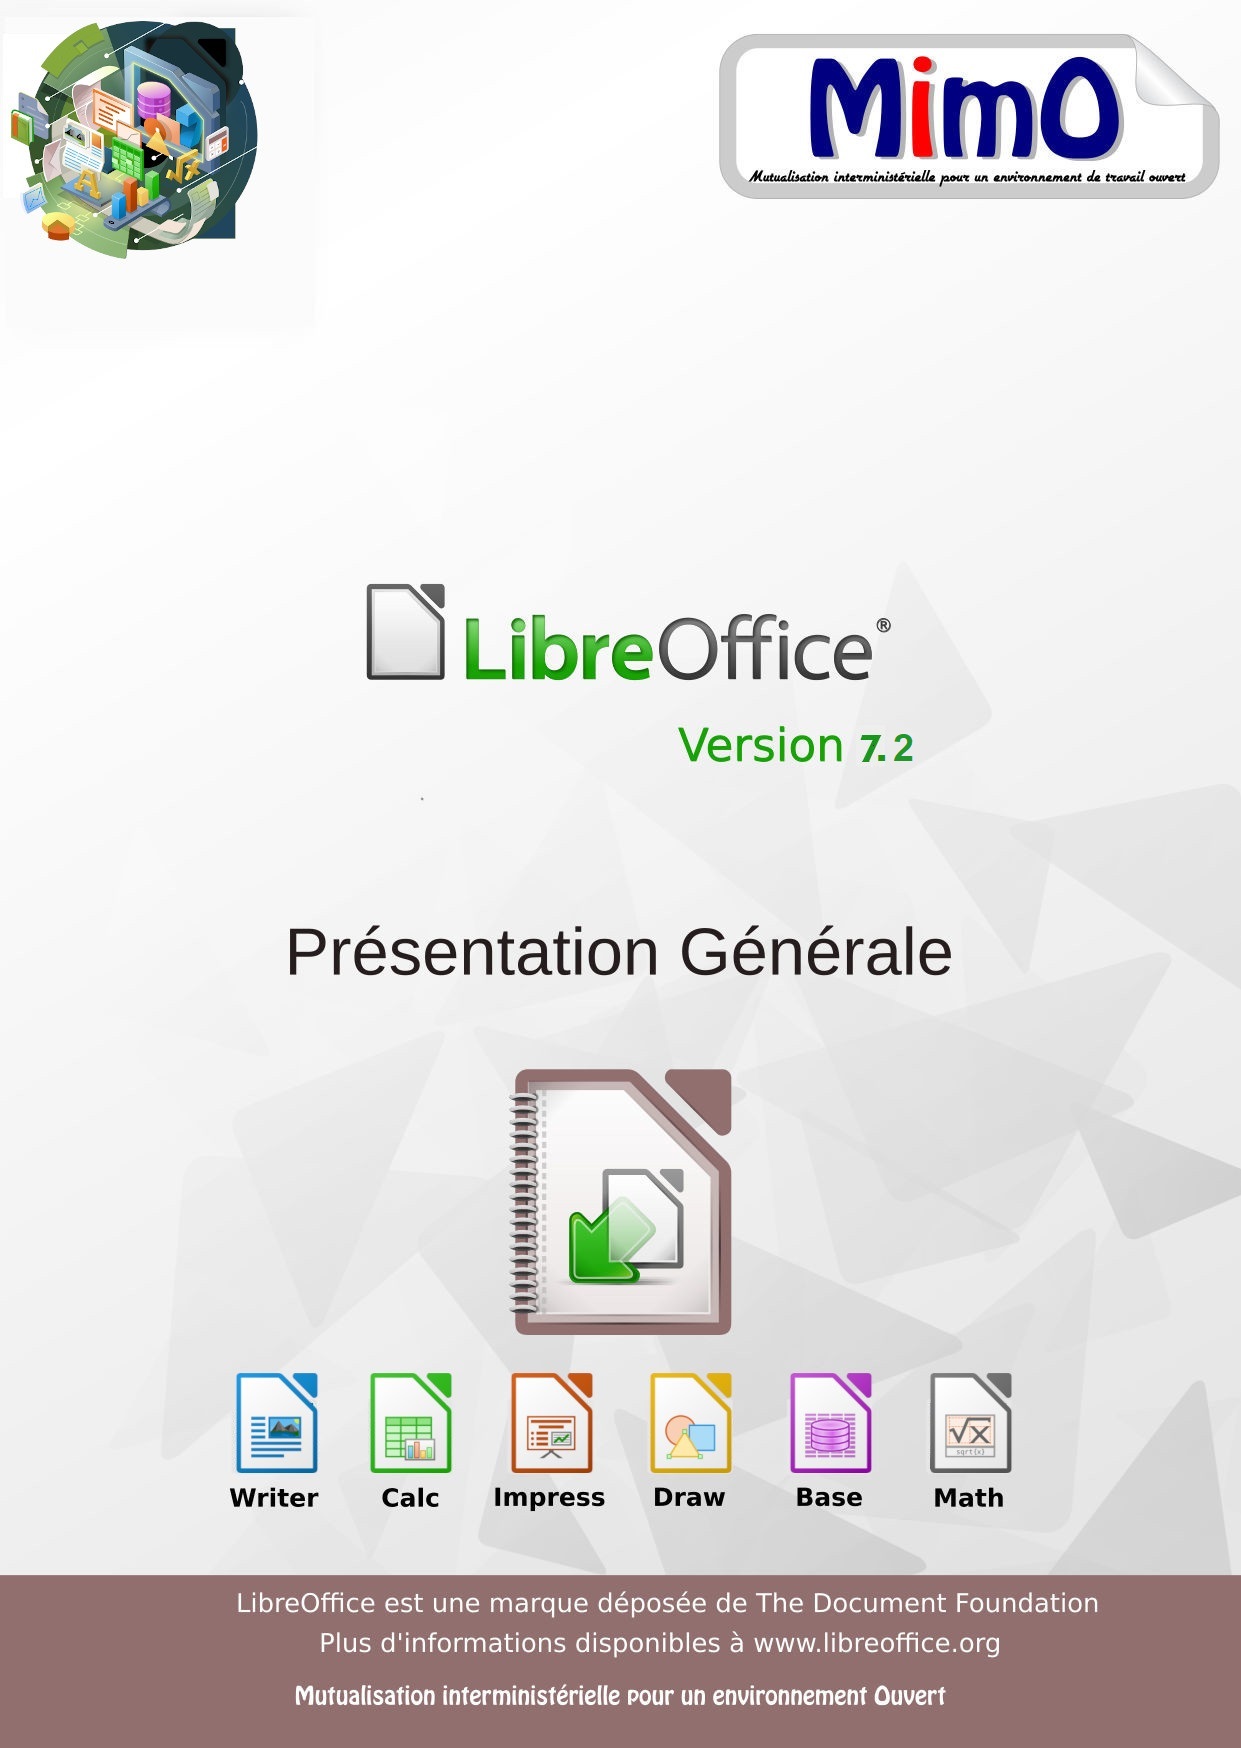 MimO
Mutualisation interministérielle pour un environnement de travail ouvert
LibreOffice®
Version 7.2
Présentation Générale
Writer Calc Impress Draw Base Math
LibreOffice est une marque déposée de The Document Foundation
Plus d'informations disponibles à www.libreoffice.org
Mutualisation interministérielle pour un environnement Ouvert